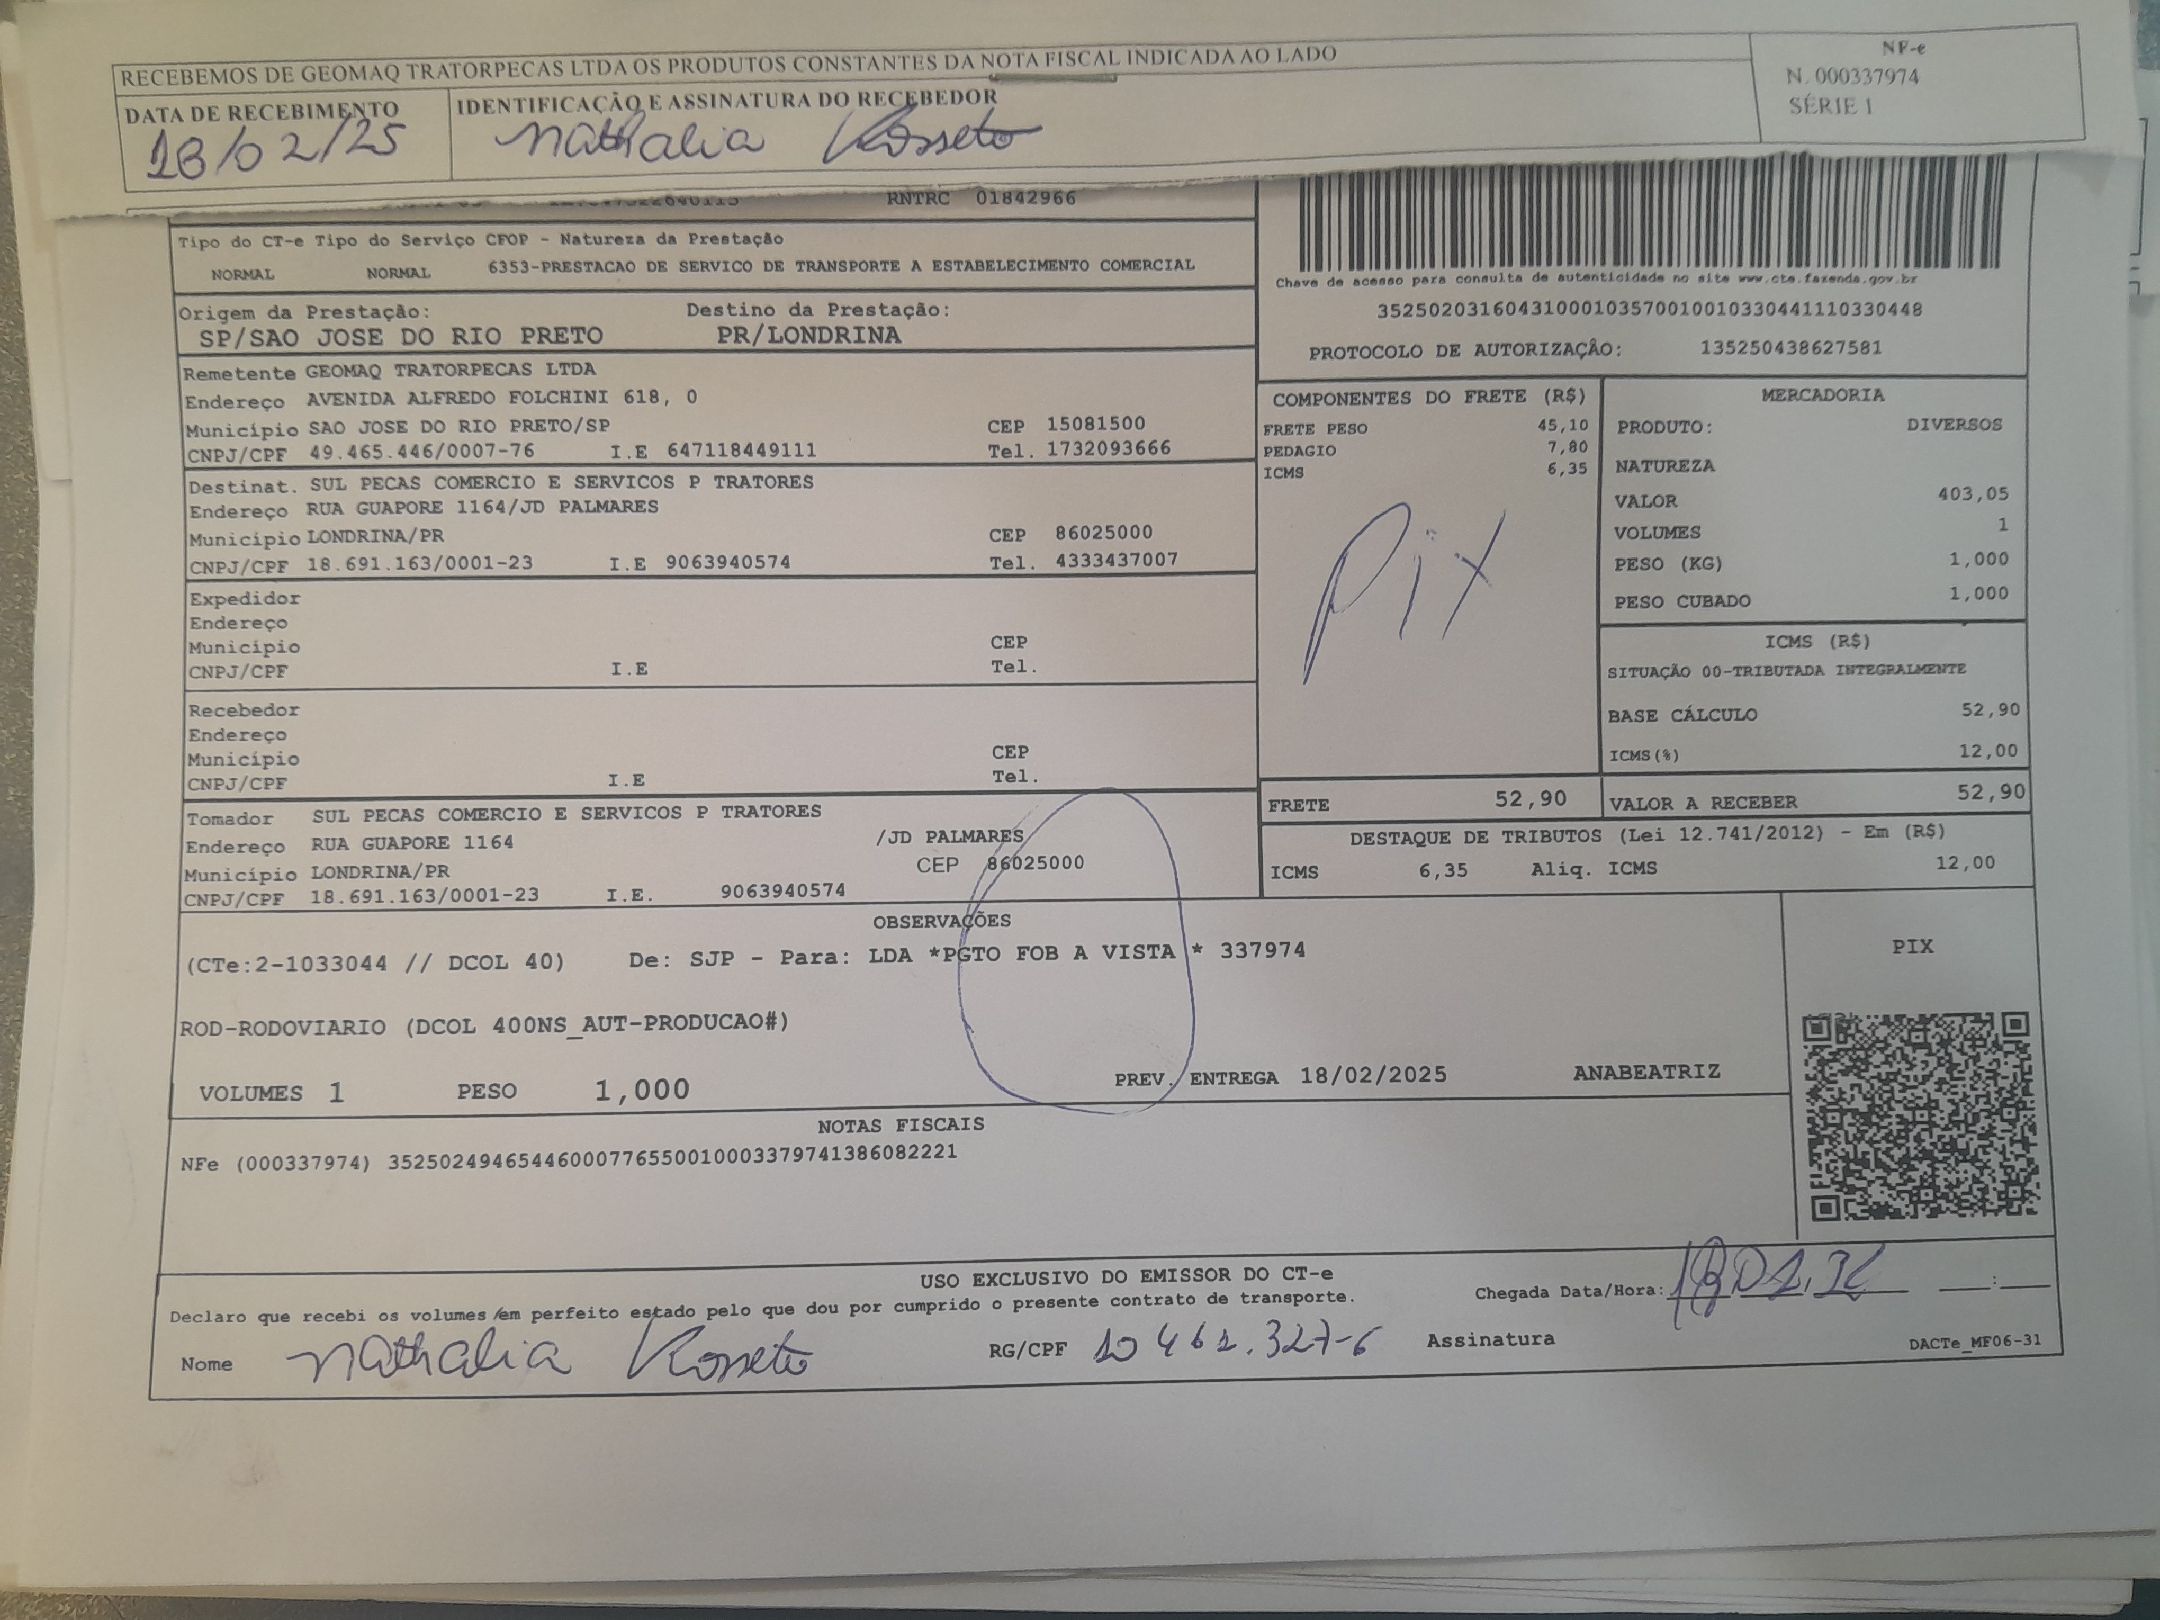 RECEBEMOS DE GEOMAQ TRATORPECAS LTDA OS PRODUTOS CONSTANTES DA NOTA FISCAL INDICADA AO LADO
NF-e
N. 000337974
SÉRIE 1
DATA DE RECEBIMENTO
18/02/25
IDENTIFICAÇÃO E ASSINATURA DO RECEBEDOR
Nathalia Rosseto
RNTRC 01842966
Tipo do CT-e Tipo do Serviço CFOP - Natureza da Prestação
NORMAL NORMAL 6353-PRESTACAO DE SERVICO DE TRANSPORTE A ESTABELECIMENTO COMERCIAL
Origem da Prestação: Destino da Prestação:
SP/SAO JOSE DO RIO PRETO PR/LONDRINA
Remetente GEOMAQ TRATORPECAS LTDA
Endereço AVENIDA ALFREDO FOLCHINI 618, 0
Município SAO JOSE DO RIO PRETO/SP CEP 15081500
CNPJ/CPF 49.465.446/0007-76 I.E 647118449111 Tel. 1732093666
Destinat. SUL PECAS COMERCIO E SERVICOS P TRATORES
Endereço RUA GUAPORE 1164/JD PALMARES
Município LONDRINA/PR CEP 86025000
CNPJ/CPF 18.691.163/0001-23 I.E 9063940574 Tel. 4333437007
Expedidor
Endereço
Município CEP
CNPJ/CPF I.E Tel.
Recebedor
Endereço
Município CEP
CNPJ/CPF I.E Tel.
Tomador SUL PECAS COMERCIO E SERVICOS P TRATORES
Endereço RUA GUAPORE 1164 /JD PALMARES
Município LONDRINA/PR CEP 86025000
CNPJ/CPF 18.691.163/0001-23 I.E. 9063940574
Chave de acesso para consulta de autenticidade no site www.cte.fazenda.gov.br
35250203160431000103570010010330441110330448
PROTOCOLO DE AUTORIZAÇÃO: 135250438627581
COMPONENTES DO FRETE (R$)
FRETE PESO 45,10
PEDAGIO 7,80
ICMS 6,35
Pix
MERCADORIA
PRODUTO: DIVERSOS
NATUREZA
VALOR 403,05
VOLUMES 1
PESO (KG) 1,000
PESO CUBADO 1,000
ICMS (R$)
SITUAÇÃO 00-TRIBUTADA INTEGRALMENTE
BASE CÁLCULO 52,90
ICMS(%) 12,00
FRETE 52,90 VALOR A RECEBER 52,90
DESTAQUE DE TRIBUTOS (Lei 12.741/2012) - Em (R$)
ICMS 6,35 Aliq. ICMS 12,00
OBSERVAÇÕES
(CTe:2-1033044 // DCOL 40) De: SJP - Para: LDA *PGTO FOB A VISTA * 337974
ROD-RODOVIARIO (DCOL 400NS_AUT-PRODUCAO#)
VOLUMES 1 PESO 1,000 PREV. ENTREGA 18/02/2025 ANABEATRIZ
PIX
NOTAS FISCAIS
NFe (000337974) 35250249465446000776550010003379741386082221
USO EXCLUSIVO DO EMISSOR DO CT-e
Declaro que recebi os volumes em perfeito estado pelo que dou por cumprido o presente contrato de transporte.
Chegada Data/Hora:
Nome Nathalia Rosseto RG/CPF 10 461.327-6 Assinatura
DACTe_MF06-31